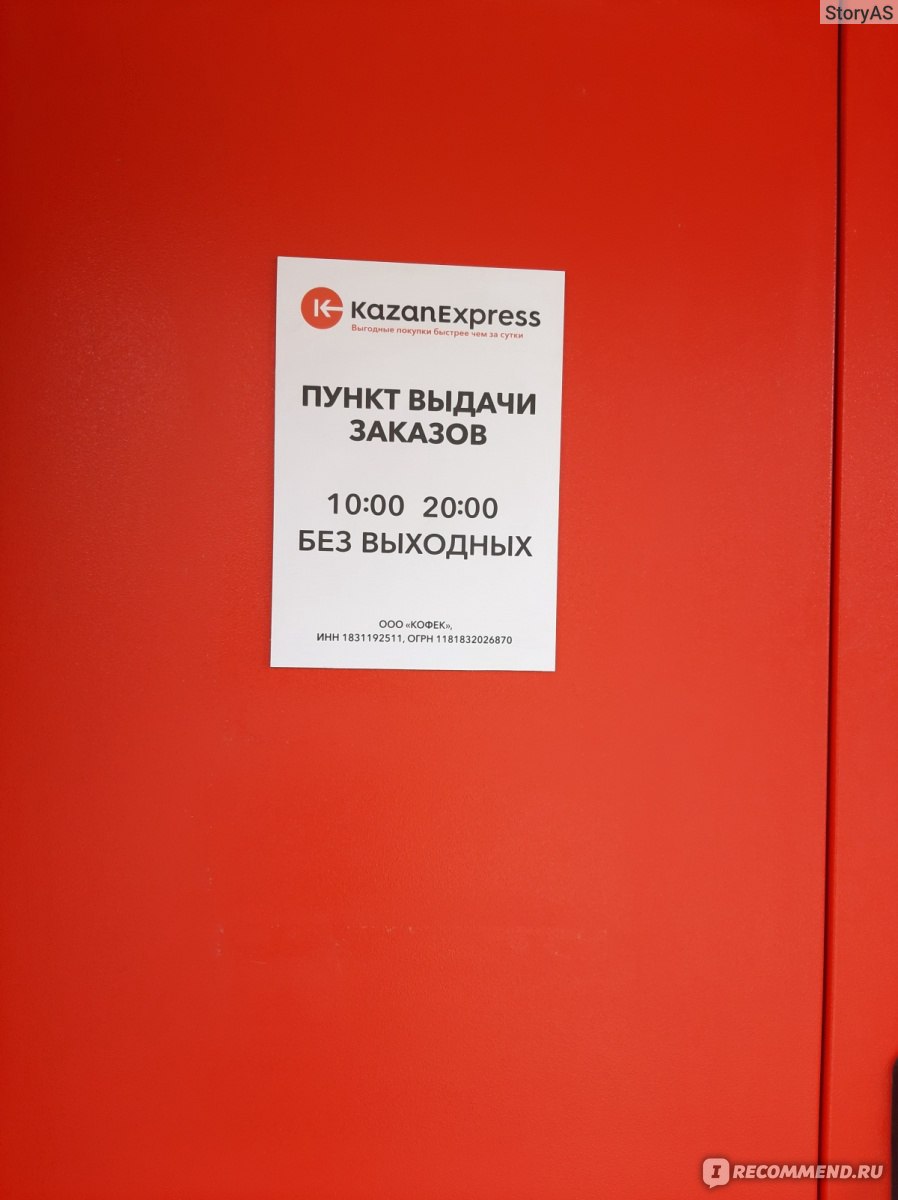 StoryAS
KazanExpress
Выгодные покупки быстрее чем за сутки
ПУНКТ ВЫДАЧИ
ЗАКАЗОВ
10:00 20:00
БЕЗ ВЫХОДНЫХ
ООО «КОФЕК»,
ИНН 1831192511, ОГРН 1181832026870
IRECOMMEND.RU